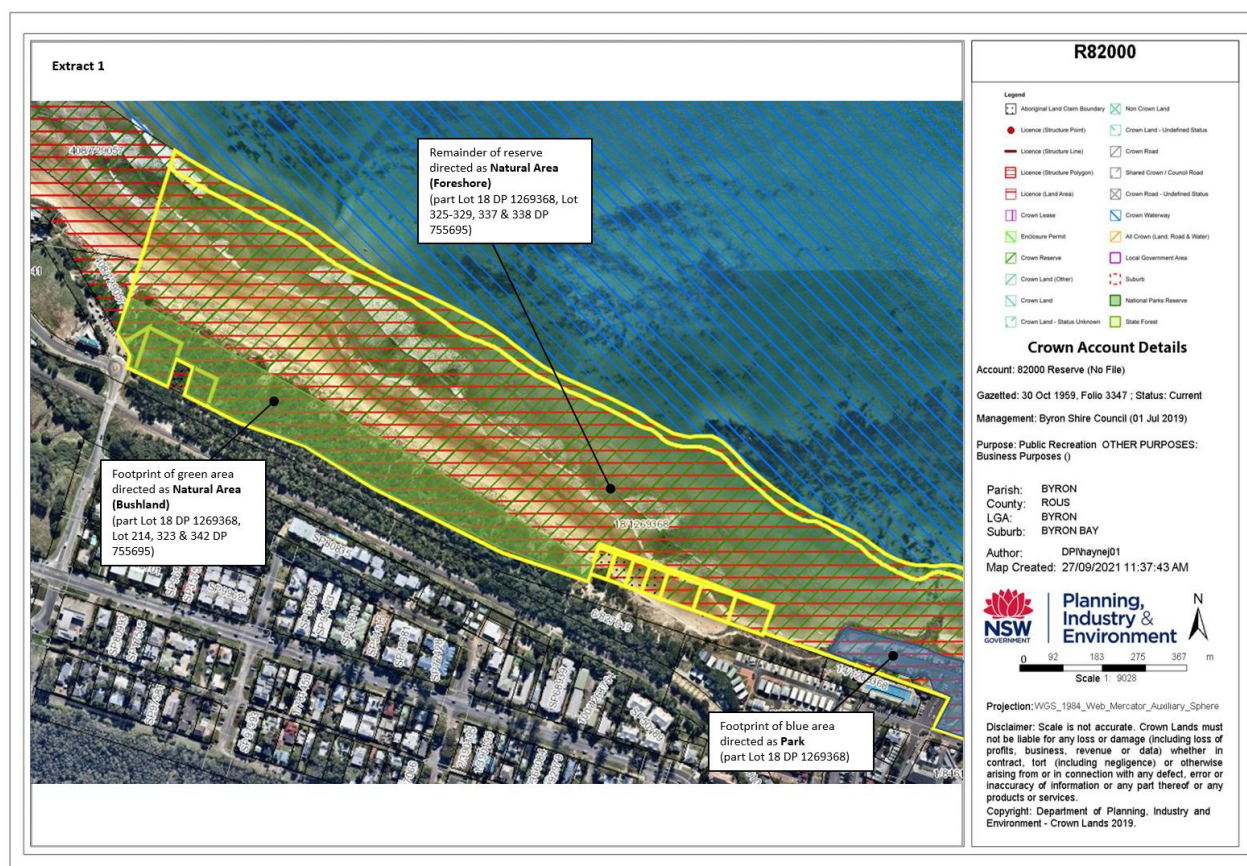 Extract 1
R82000
4087/29057
Remainder of reserve
directed as Natural Area
(Foreshore)
(part Lot 18 DP 1269368, Lot
325-329, 337 & 338 DP
755695)
Footprint of green area
directed as Natural Area
(Bushland)
(part Lot 18 DP 1269368,
Lot 214, 323 & 342 DP
755695)
18/1269368
SP60835
Footprint of blue area
directed as Park
(part Lot 18 DP 1269368)
Legend
Aboriginal Land Claim Boundary
Licence (Structure Point)
Licence (Structure Line)
Licence (Structure Polygon)
Licence (Land Area)
Crown Lease
Enclosure Permit
Crown Reserve
Crown Land (Other)
Crown Land
Crown Land - Status Unknown
Non Crown Land
Crown Land - Undefined Status
Crown Road
Shared Crown / Council Road
Crown Road - Undefined Status
Crown Waterway
All Crown (Land, Road & Water)
Local Government Area
Suburb
National Parks Reserve
State Forest
Crown Account Details
Account: 82000 Reserve (No File)
Gazetted: 30 Oct 1959, Folio 3347 ; Status: Current
Management: Byron Shire Council (01 Jul 2019)
Purpose: Public Recreation OTHER PURPOSES:
Business Purposes ()
Parish: BYRON
County: ROUS
LGA: BYRON
Suburb: BYRON BAY
Author: DPI\haynej01
Map Created: 27/09/2021 11:37:43 AM
NSW
GOVERNMENT
Planning,
Industry &
Environment
N
0 92 183 275 367 m
Scale 1: 9028
Projection: WGS_1984_Web_Mercator_Auxiliary_Sphere
Disclaimer: Scale is not accurate. Crown Lands must
not be liable for any loss or damage (including loss of
profits, business, revenue or data) whether in
contract, tort (including negligence) or otherwise
arising from or in connection with any defect, error or
inaccuracy of information or any part thereof or any
products or services.
Copyright: Department of Planning, Industry and
Environment - Crown Lands 2019.